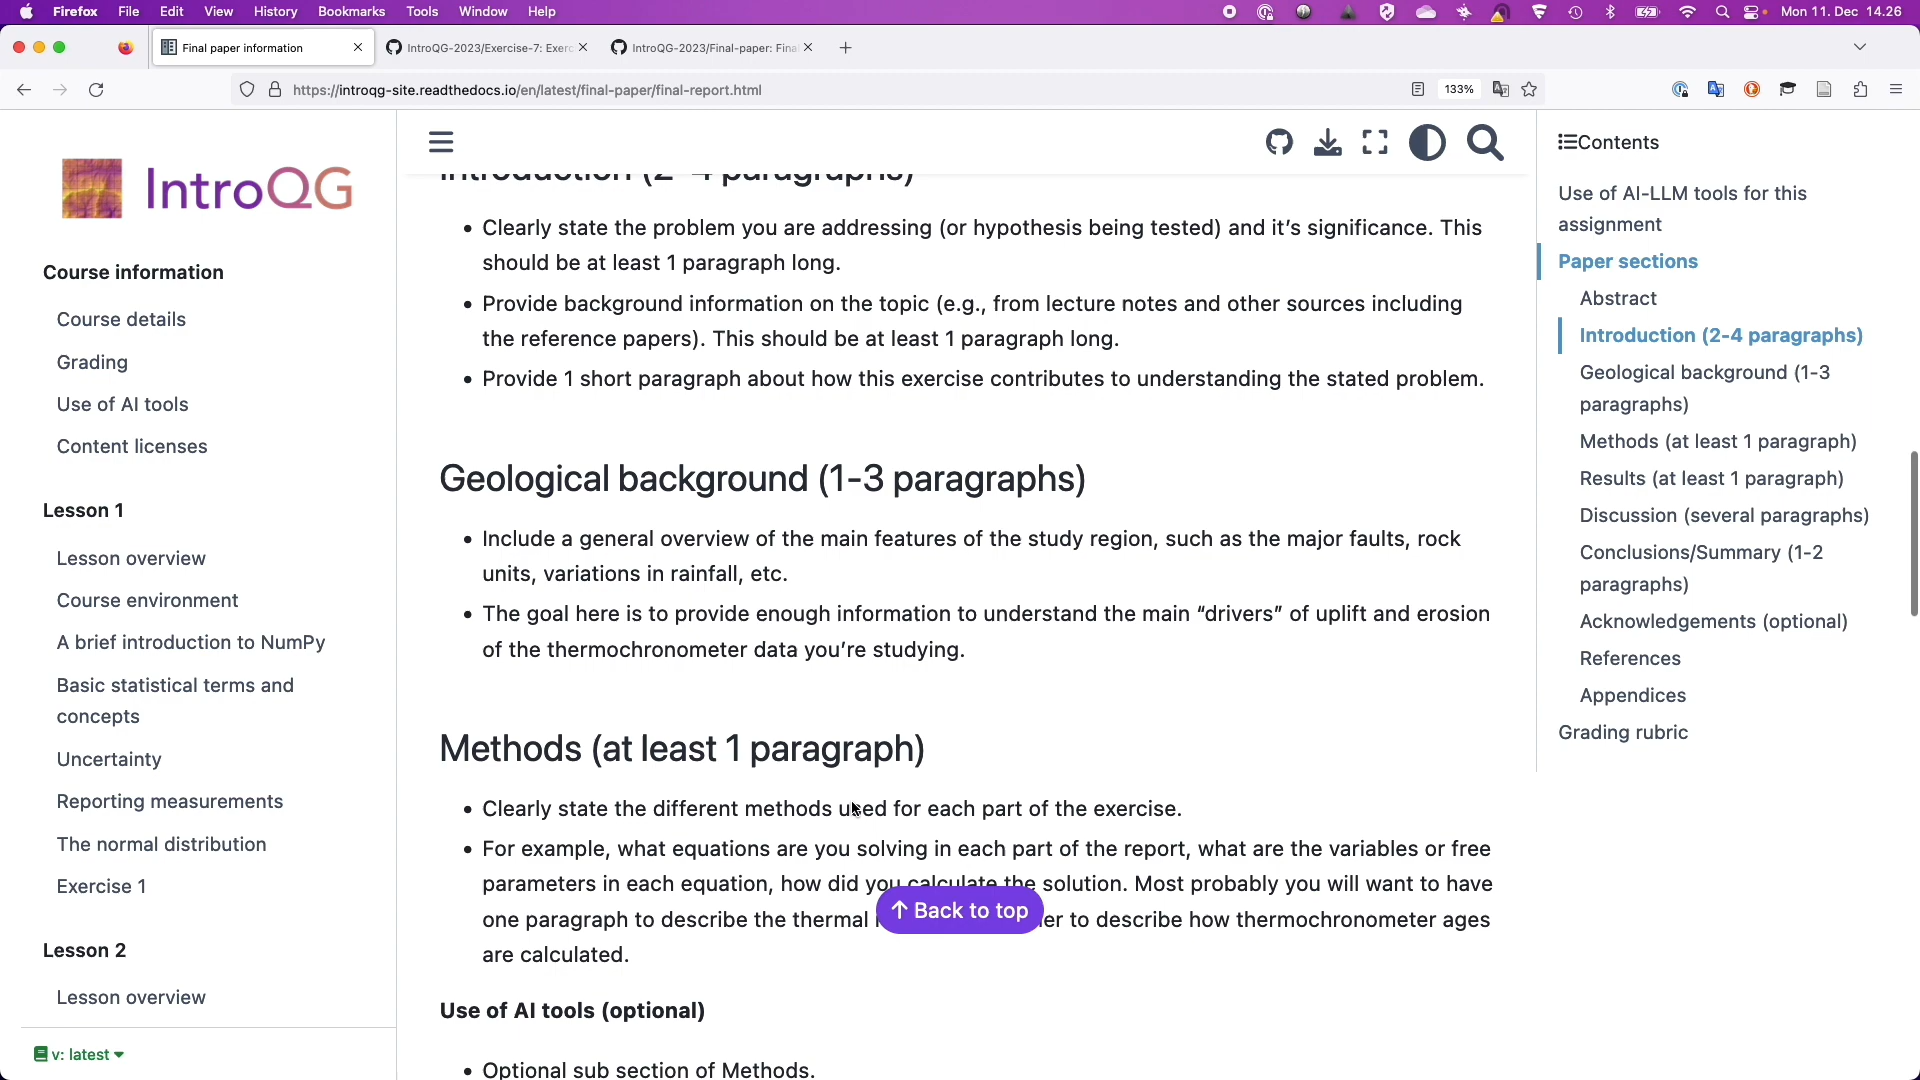 Firefox File Edit View History Bookmarks Tools Window Help Mon 11. Dec 14.26
Final paper information IntroQG-2023/Exercise-7: Exerc IntroQG-2023/Final-paper: Fina
https://introqg-site.readthedocs.io/en/latest/final-paper/final-report.html 133%
IntroQG
Course information
Course details
Grading
Use of AI tools
Content licenses
Lesson 1
Lesson overview
Course environment
A brief introduction to NumPy
Basic statistical terms and
concepts
Uncertainty
Reporting measurements
The normal distribution
Exercise 1
Lesson 2
Lesson overview
v: latest
Introduction (2-4 paragraphs)
• Clearly state the problem you are addressing (or hypothesis being tested) and it's significance. This
should be at least 1 paragraph long.
• Provide background information on the topic (e.g., from lecture notes and other sources including
the reference papers). This should be at least 1 paragraph long.
• Provide 1 short paragraph about how this exercise contributes to understanding the stated problem.
Geological background (1-3 paragraphs)
• Include a general overview of the main features of the study region, such as the major faults, rock
units, variations in rainfall, etc.
• The goal here is to provide enough information to understand the main “drivers” of uplift and erosion
of the thermochronometer data you're studying.
Methods (at least 1 paragraph)
• Clearly state the different methods used for each part of the exercise.
• For example, what equations are you solving in each part of the report, what are the variables or free
parameters in each equation, how did you calculate the solution. Most probably you will want to have
one paragraph to describe the thermal er to describe how thermochronometer ages
are calculated.
Back to top
Use of AI tools (optional)
• Optional sub section of Methods.
Contents
Use of AI-LLM tools for this
assignment
Paper sections
Abstract
Introduction (2-4 paragraphs)
Geological background (1-3
paragraphs)
Methods (at least 1 paragraph)
Results (at least 1 paragraph)
Discussion (several paragraphs)
Conclusions/Summary (1-2
paragraphs)
Acknowledgements (optional)
References
Appendices
Grading rubric